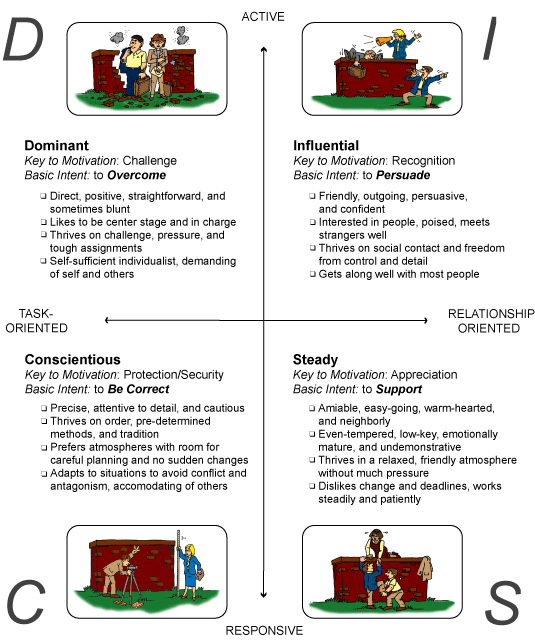 ACTIVE
D
I
Dominant
Key to Motivation: Challenge
Basic Intent: to Overcome
❑ Direct, positive, straightforward, and
sometimes blunt
❑ Likes to be center stage and in charge
❑ Thrives on challenge, pressure, and
tough assignments
❑ Self-sufficient individualist, demanding
of self and others
Influential
Key to Motivation: Recognition
Basic Intent: to Persuade
❑ Friendly, outgoing, persuasive,
and confident
❑ Interested in people, poised, meets
strangers well
❑ Thrives on social contact and freedom
from control and detail
❑ Gets along well with most people
TASK-
ORIENTED
RELATIONSHIP
ORIENTED
Conscientious
Key to Motivation: Protection/Security
Basic Intent: to Be Correct
❑ Precise, attentive to detail, and cautious
❑ Thrives on order, pre-determined
methods, and tradition
❑ Prefers atmospheres with room for
careful planning and no sudden changes
❑ Adapts to situations to avoid conflict and
antagonism, accomodating of others
Steady
Key to Motivation: Appreciation
Basic Intent: to Support
❑ Amiable, easy-going, warm-hearted,
and neighborly
❑ Even-tempered, low-key, emotionally
mature, and undemonstrative
❑ Thrives in a relaxed, friendly atmosphere
without much pressure
❑ Dislikes change and deadlines, works
steadily and patiently
C
S
RESPONSIVE